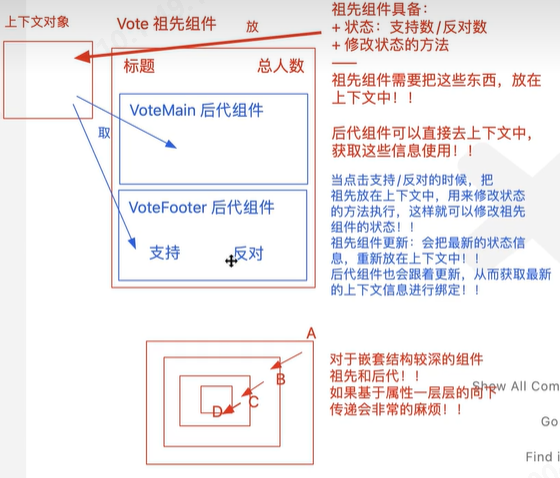 上下文对象
Vote 祖先组件
放
标题
总人数
VoteMain 后代组件
取
VoteFooter 后代组件
支持
反对
祖先组件具备：
+ 状态：支持数/反对数
+ 修改状态的方法
——
祖先组件需要把这些东西，放在
上下文中！！
后代组件可以直接去上下文中，
获取这些信息使用！！
当点击支持/反对的时候，把
祖先放在上下文中，用来修改状态
的方法执行，这样就可以修改祖先
组件的状态！！
祖先组件更新：会把最新的状态信
息，重新放在上下文中！！
后代组件也会跟着更新，从而获取最新
的上下文信息进行绑定！！
A
B
C
D
对于嵌套结构较深的组件
祖先和后代！！
如果基于属性一层层的向下
传递会非常的麻烦！！
Show All Com
Go
Find i